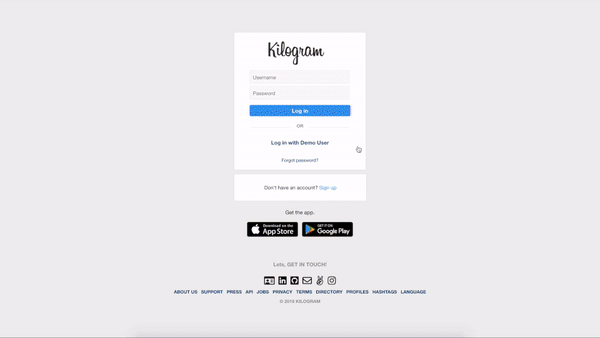 Kilogram
Username
Password
Log in
OR
Log in with Demo User
Forgot password?
Don't have an account? Sign up
Get the app.
Download on the App Store
GET IT ON Google Play
Lets, GET IN TOUCH!
ABOUT US SUPPORT PRESS API JOBS PRIVACY TERMS DIRECTORY PROFILES HASHTAGS LANGUAGE
© 2019 KILOGRAM